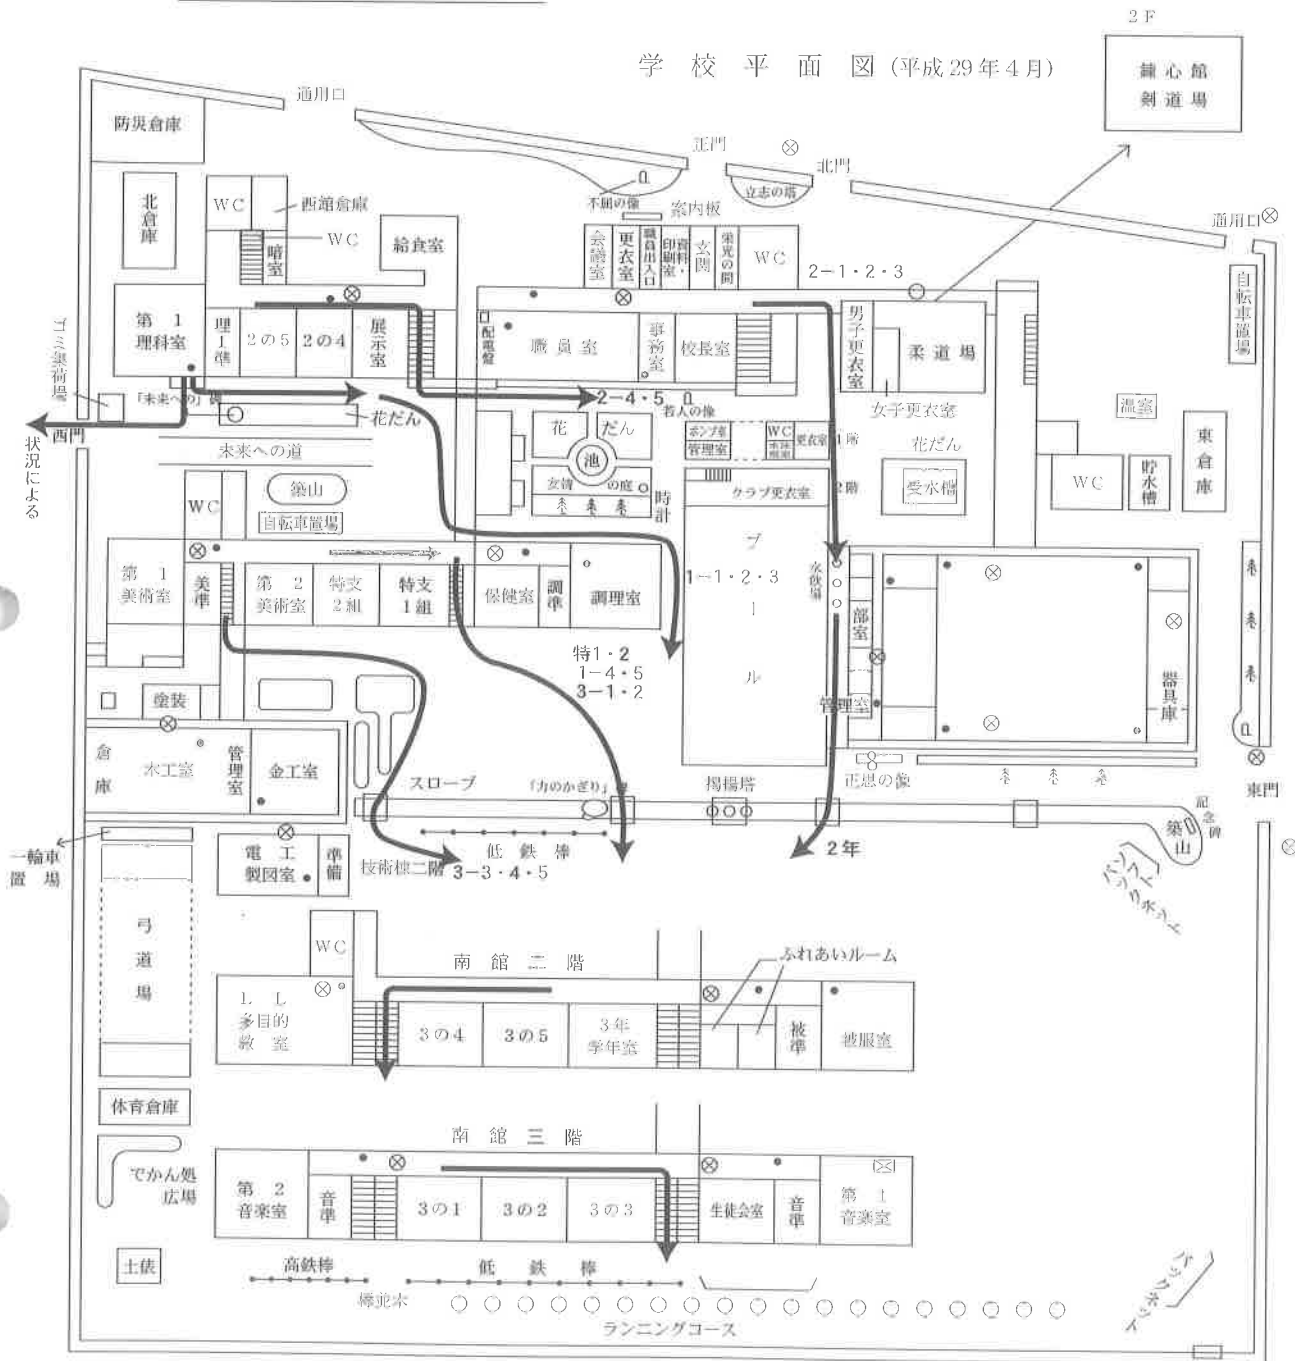 2F
学校平面図(平成29年4月)
錬心館
剣道場
通用口
防災倉庫
正門
北門
立志の塔
不屈の像
案内板
通用口
北倉庫
WC
西館倉庫
WC
暗室
給食室
会議室
更衣室
職員出入口
印刷室
資料・
玄関
栄光の間
WC
2-1・2・3
自転車置場
第1
理科室
理1準
2の5
2の4
展示室
配電盤
職員室
事務室
校長室
男子更衣室
柔道場
女子更衣室
ゴミ集荷場
「未来への」
花だん
2-4・5
若人の像
西門
状況による
未来への道
花だん
池
の庭
時計
ポンプ室
管理室
WC
更衣室
1階
クラブ更衣室
2階
花だん
受水槽
温室
東倉庫
WC
貯水槽
WC
築山
自転車置場
第1
美術室
美準
第2
美術室
特支
2組
特支
1組
保健室
調準
調理室
プール
1-1・2・3
水飲場
部室
管理室
器具庫
特1・2
1-4・5
3-1・2
塗装
倉庫
木工室
管理室
金工室
スロープ
「力のかぎり」
掲揚塔
正思の像
東門
記念碑
築山
バックネット
一輪車
置場
電工
製図室
準備
技術棟二階
3-3・4・5
低鉄棒
2年
弓道場
WC
南館二階
ふれあいルーム
LL
多目的
教室
3の4
3の5
3年
学年室
被準
被服室
体育倉庫
南館三階
でかん処
広場
第2
音楽室
音準
3の1
3の2
3の3
生徒会室
音準
第1
音楽室
土俵
高鉄棒
低鉄棒
バックネット
ランニングコース